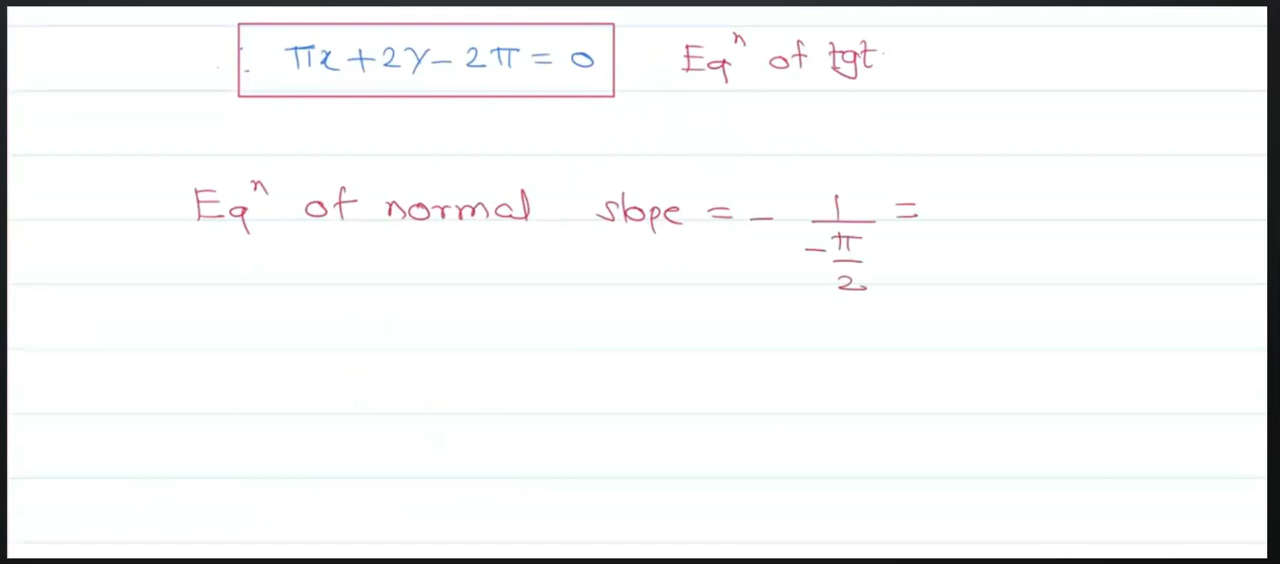 ∴ πx + 2y − 2π = 0 Eqⁿ of tgt.
Eqⁿ of normal slope = − 1/(−π/2) =